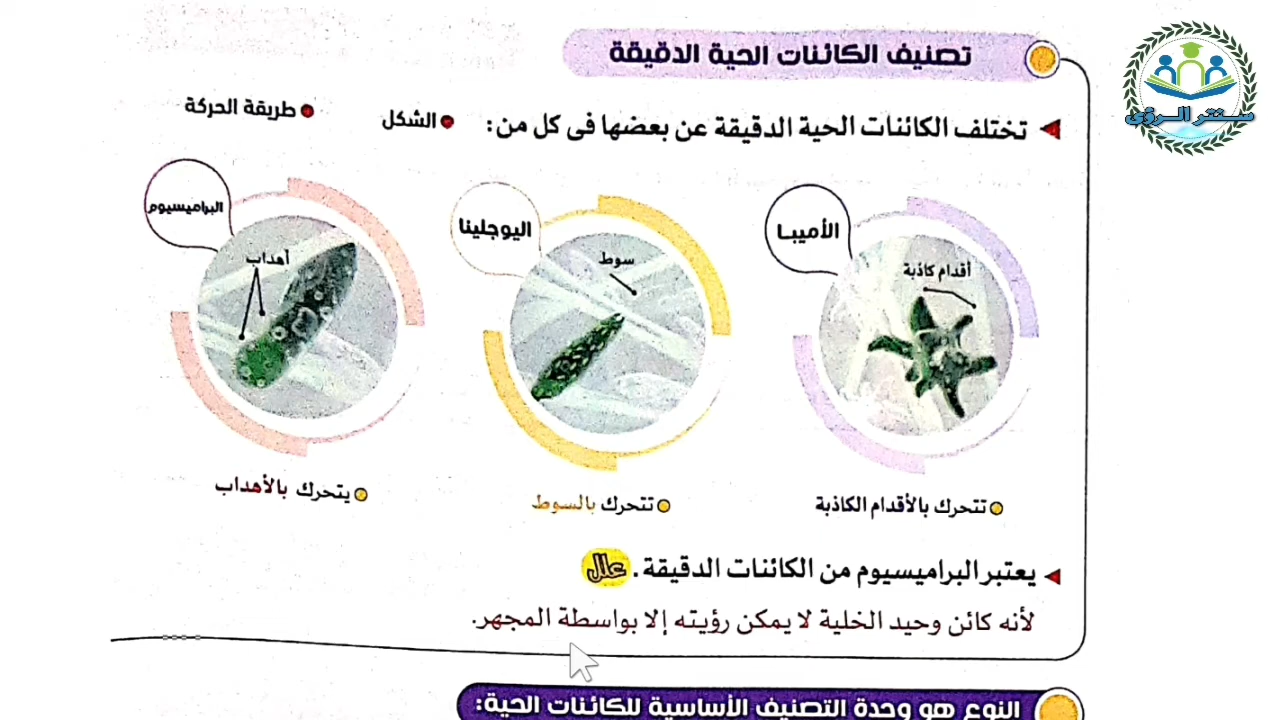 تصنيف الكائنات الحية الدقيقة
سنتر الرؤى
تختلف الكائنات الحية الدقيقة عن بعضها فى كل من: الشكل طريقة الحركة
الأميبا
أقدام كاذبة
تتحرك بالأقدام الكاذبة
اليوجلينا
سوط
تتحرك بالسوط
البراميسيوم
أهداب
يتحرك بالأهداب
يعتبر البراميسيوم من الكائنات الدقيقة. علل
لأنه كائن وحيد الخلية لا يمكن رؤيته إلا بواسطة المجهر.
النوع هو وحدة التصنيف الأساسية للكائنات الحية: